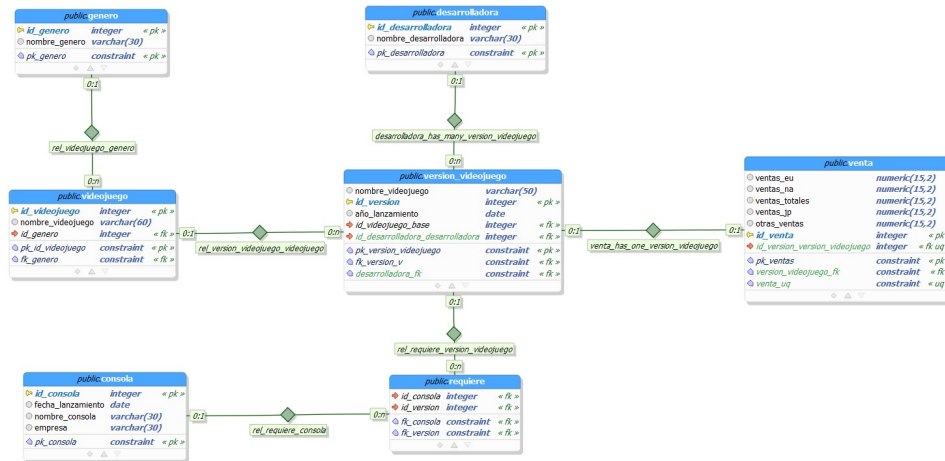 public.genero
id_genero integer « pk »
nombre_genero varchar(30)
pk_genero constraint « pk »
0:1
rel_videojuego_genero
0:n
public.desarrolladora
id_desarrolladora integer « pk »
nombre_desarrolladora varchar(30)
pk_desarrolladora constraint « pk »
0:1
desarrolladora_has_many_version_videojuego
0:n
public.videojuego
id_videojuego integer « pk »
nombre_videojuego varchar(60)
id_genero integer « fk »
pk_id_videojuego constraint « pk »
fk_genero constraint « fk »
0:1
rel_version_videojuego_videojuego
0:n
public.version_videojuego
nombre_videojuego varchar(50)
id_version integer « pk »
año_lanzamiento date
id_videojuego_base integer « fk »
id_desarrolladora_desarrolladora integer « fk »
pk_version_videojuego constraint « pk »
fk_version_v constraint « fk »
desarrolladora_fk constraint « fk »
0:1
venta_has_one_version_videojuego
0:1
public.venta
ventas_eu numeric(15,2)
ventas_na numeric(15,2)
ventas_totales numeric(15,2)
ventas_jp numeric(15,2)
otras_ventas numeric(15,2)
id_venta integer « pk »
id_version_version_videojuego integer « fk uq »
pk_ventas constraint « pk »
version_videojuego_fk constraint « fk »
venta_uq constraint « uq »
0:1
rel_requiere_version_videojuego
0:n
public.consola
id_consola integer « pk »
fecha_lanzamiento date
nombre_consola varchar(30)
empresa varchar(30)
pk_consola constraint « pk »
0:1
rel_requiere_consola
0:n
public.requiere
id_consola integer « fk »
id_version integer « fk »
fk_consola constraint « fk »
fk_version constraint « fk »